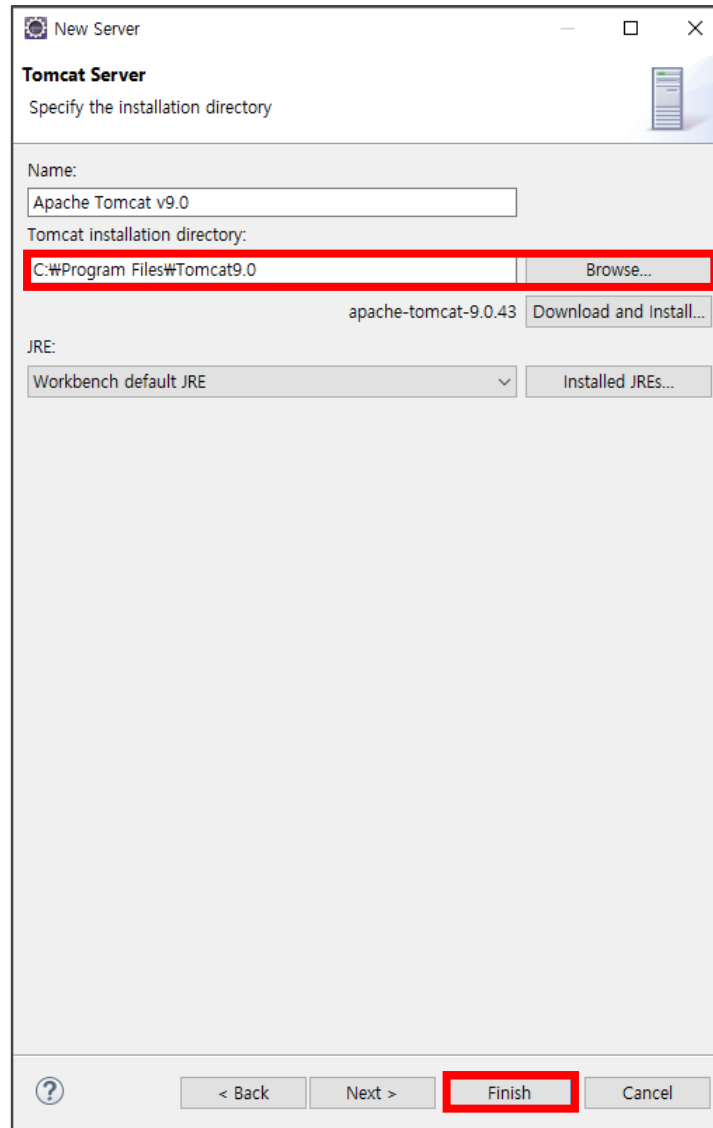 New Server
Tomcat Server
Specify the installation directory
Name:
Apache Tomcat v9.0
Tomcat installation directory:
C:₩Program Files₩Tomcat9.0 Browse...
apache-tomcat-9.0.43 Download and Install...
JRE:
Workbench default JRE Installed JREs...
? < Back Next > Finish Cancel